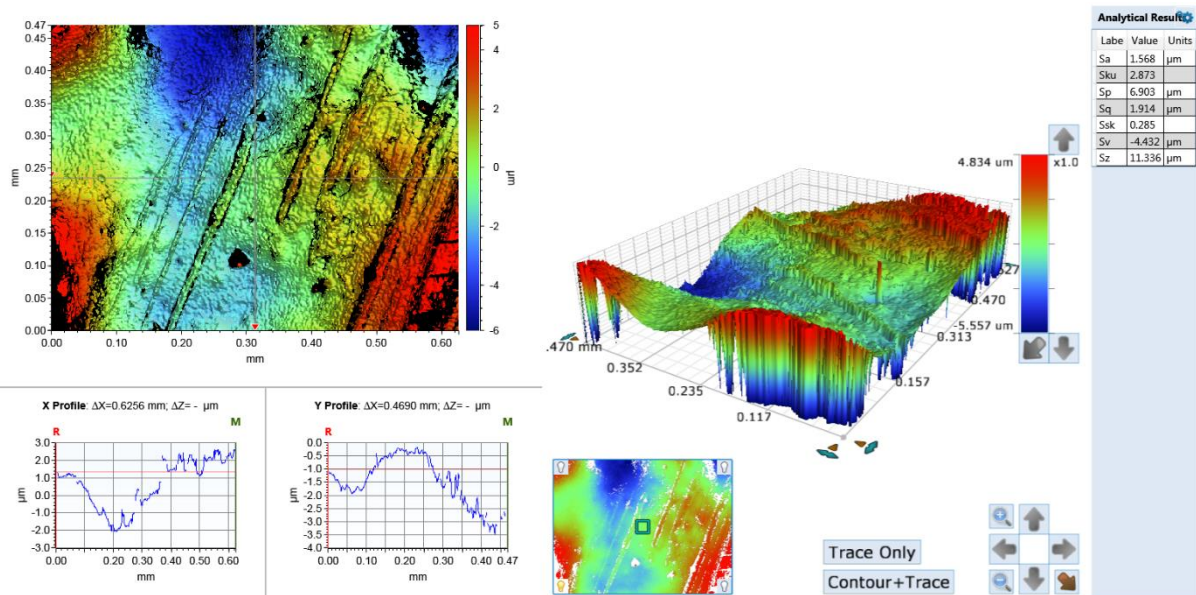 0.47
0.45
0.40
0.35
0.30
0.25
0.20
0.15
0.10
0.05
0.00
mm
0.00 0.10 0.20 0.30 0.40 0.50 0.60
mm
5
4
2
0
-2
-4
-6
µm
X Profile: ΔX=0.6256 mm; ΔZ= - µm
R
M
3.0
2.0
1.0
0.0
-1.0
-2.0
-3.0
µm
0.00 0.10 0.20 0.30 0.40 0.50 0.60
mm
Y Profile: ΔX=0.4690 mm; ΔZ= - µm
R
M
0.0
-0.5
-1.0
-1.5
-2.0
-2.5
-3.0
-3.5
-4.0
µm
0.00 0.10 0.20 0.30 0.40 0.47
mm
4.834 um
x1.0
-5.557 um
.470 mm
0.352
0.235
0.117
0.157
0.313
0.470
Trace Only
Contour+Trace
Analytical Result
Labe Value Units
Sa 1.568 µm
Sku 2.873
Sp 6.903 µm
Sq 1.914 µm
Ssk 0.285
Sv -4.432 µm
Sz 11.336 µm